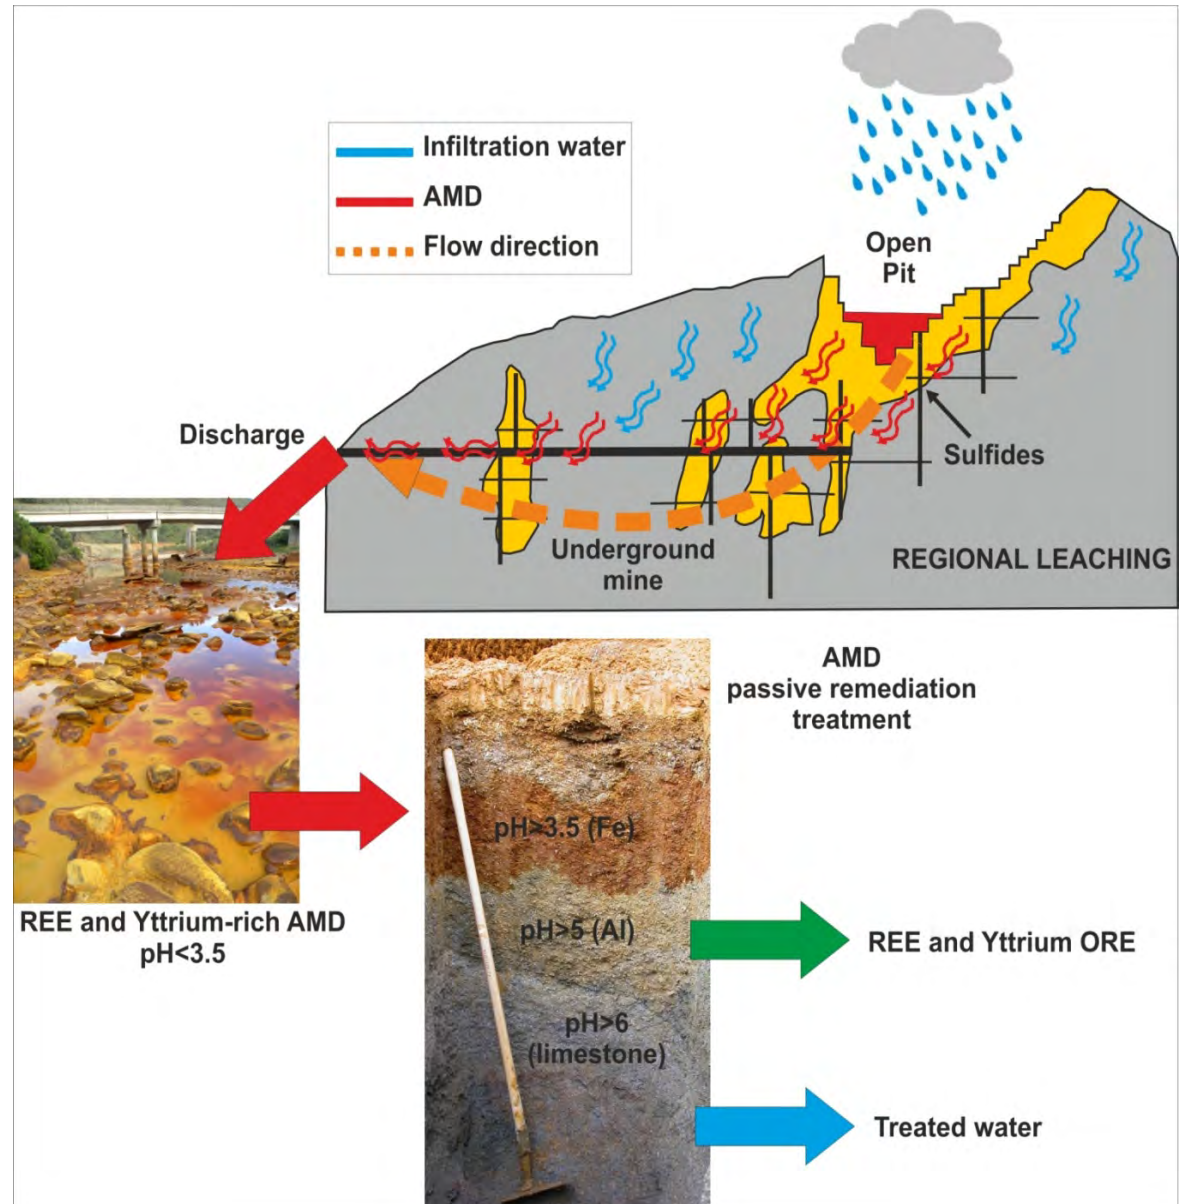 Infiltration water
AMD
Flow direction
Open
Pit
Discharge
Sulfides
Underground
mine
REGIONAL LEACHING
AMD
passive remediation
treatment
pH>3.5 (Fe)
REE and Yttrium-rich AMD
pH<3.5
pH>5 (Al)
REE and Yttrium ORE
pH>6
(limestone)
Treated water